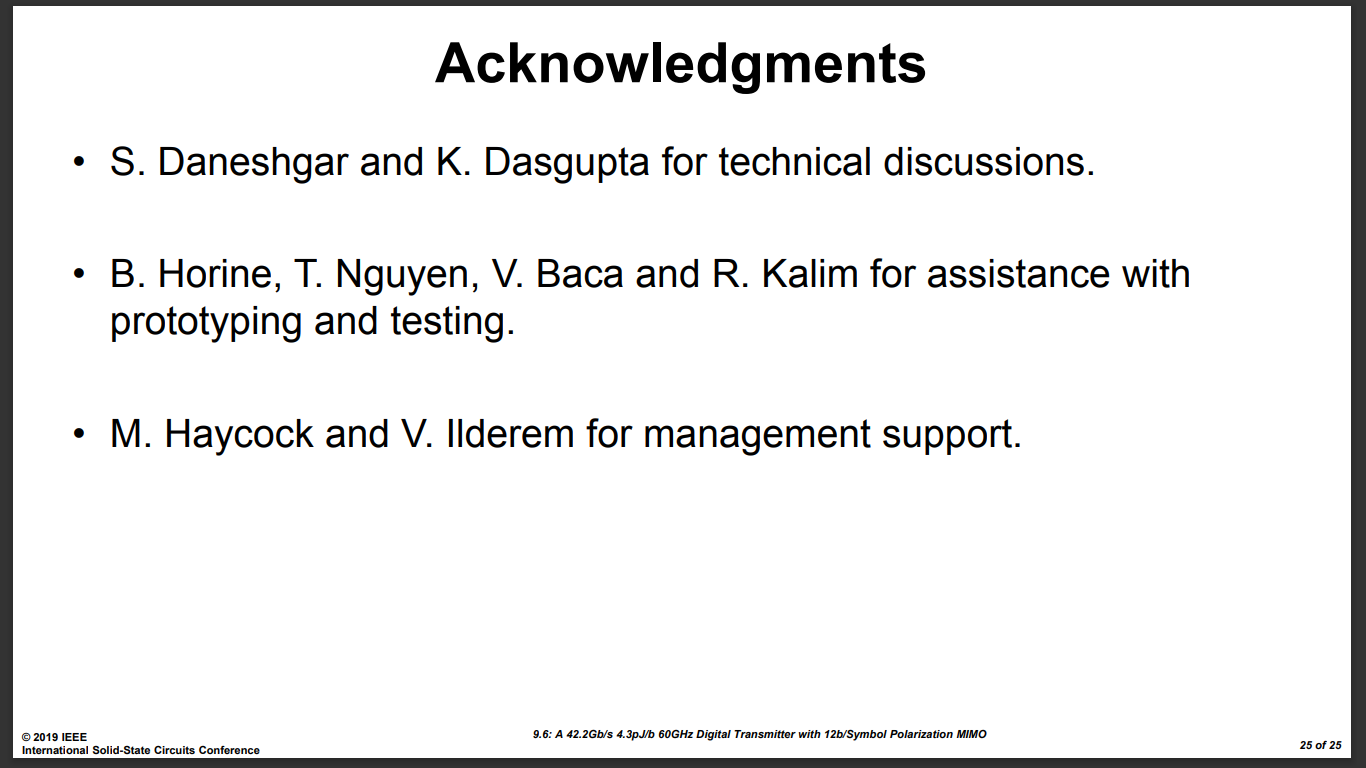 Acknowledgments
• S. Daneshgar and K. Dasgupta for technical discussions.
• B. Horine, T. Nguyen, V. Baca and R. Kalim for assistance with
prototyping and testing.
• M. Haycock and V. Ilderem for management support.
© 2019 IEEE
International Solid-State Circuits Conference
9.6: A 42.2Gb/s 4.3pJ/b 60GHz Digital Transmitter with 12b/Symbol Polarization MIMO
25 of 25